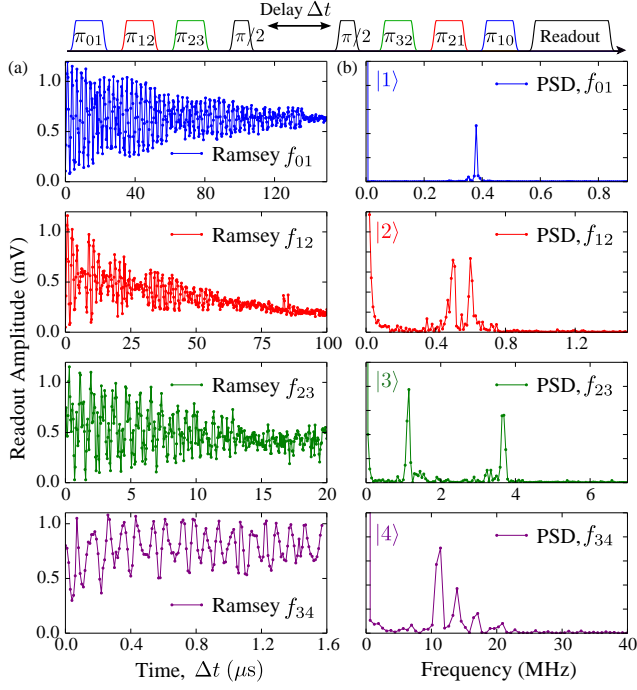 Delay Δt
π01 π12 π23 π/2 π/2 π32 π21 π10 Readout
(a) (b)
1.0
0.5
0.0
Ramsey f01
0 40 80 120
|1⟩
PSD, f01
0 0.2 0.4 0.6 0.8
1.0
0.5
0.0
Ramsey f12
0 25 50 75 100
|2⟩
PSD, f12
0 0.4 0.8 1.2
1.0
0.5
0.0
Ramsey f23
0 5 10 15 20
|3⟩
PSD, f23
0 2 4 6
1.0
0.5
0.0
Ramsey f34
0.0 0.4 0.8 1.2 1.6
|4⟩
PSD, f34
0 10 20 30 40
Readout Amplitude (mV)
Time, Δt (μs)
Frequency (MHz)